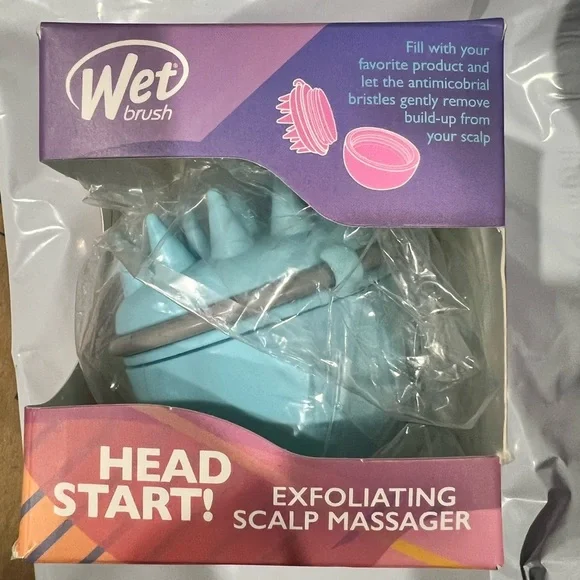 Wet®
brush
Fill with your
favorite product and
let the antimicobrial
bristles gently remove
build-up from
your scalp
HEAD
START!
EXFOLIATING
SCALP MASSAGER